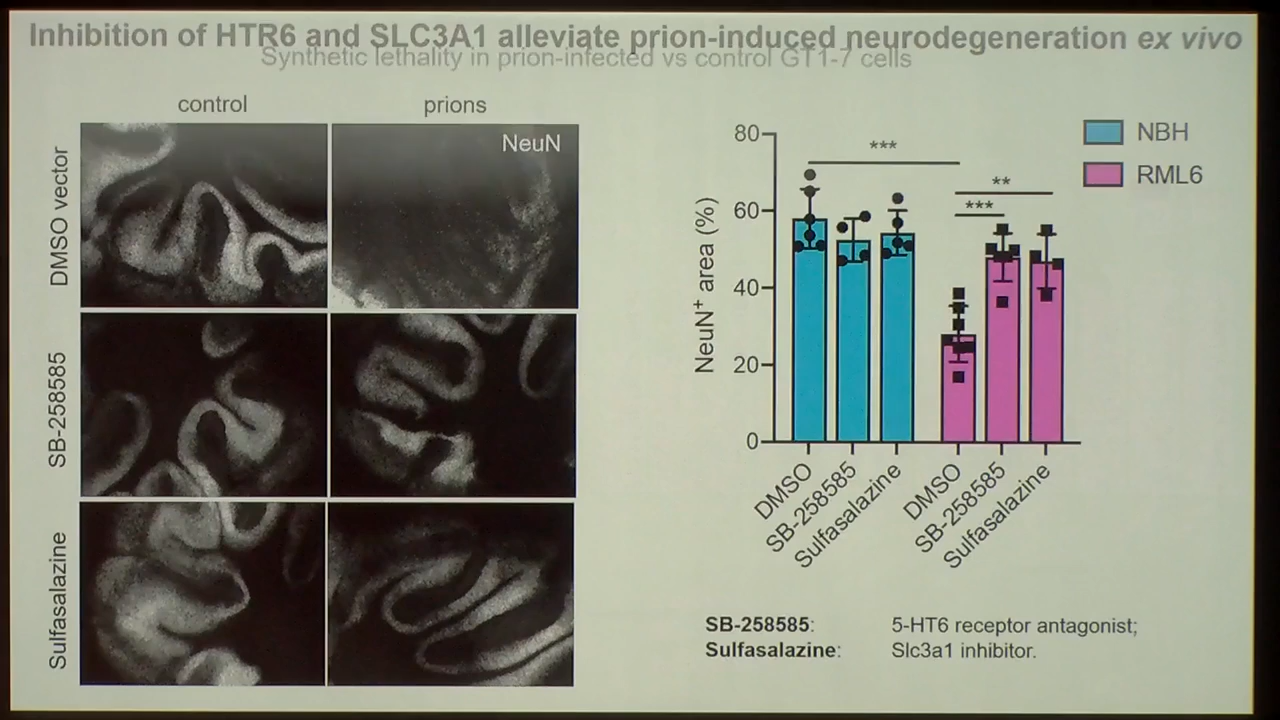 Inhibition of HTR6 and SLC3A1 alleviate prion-induced neurodegeneration ex vivo
Synthetic lethality in prion-infected vs control GT1-7 cells
control
prions
NeuN
DMSO vector
SB-258585
Sulfasalazine
NeuN+ area (%)
80
60
40
20
0
***
**
***
NBH
RML6
DMSO
SB-258585
Sulfasalazine
DMSO
SB-258585
Sulfasalazine
SB-258585: 5-HT6 receptor antagonist;
Sulfasalazine: Slc3a1 inhibitor.